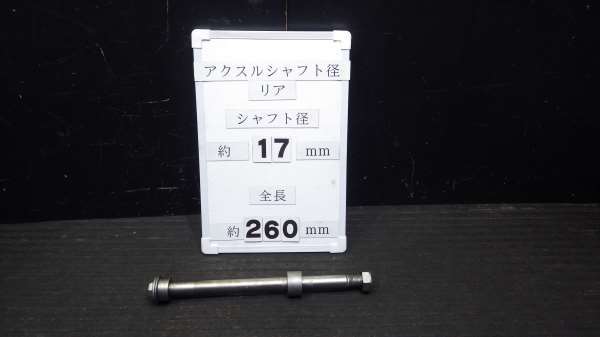 アクスルシャフト径
リア
シャフト径
約 17 mm
全長
約 260 mm